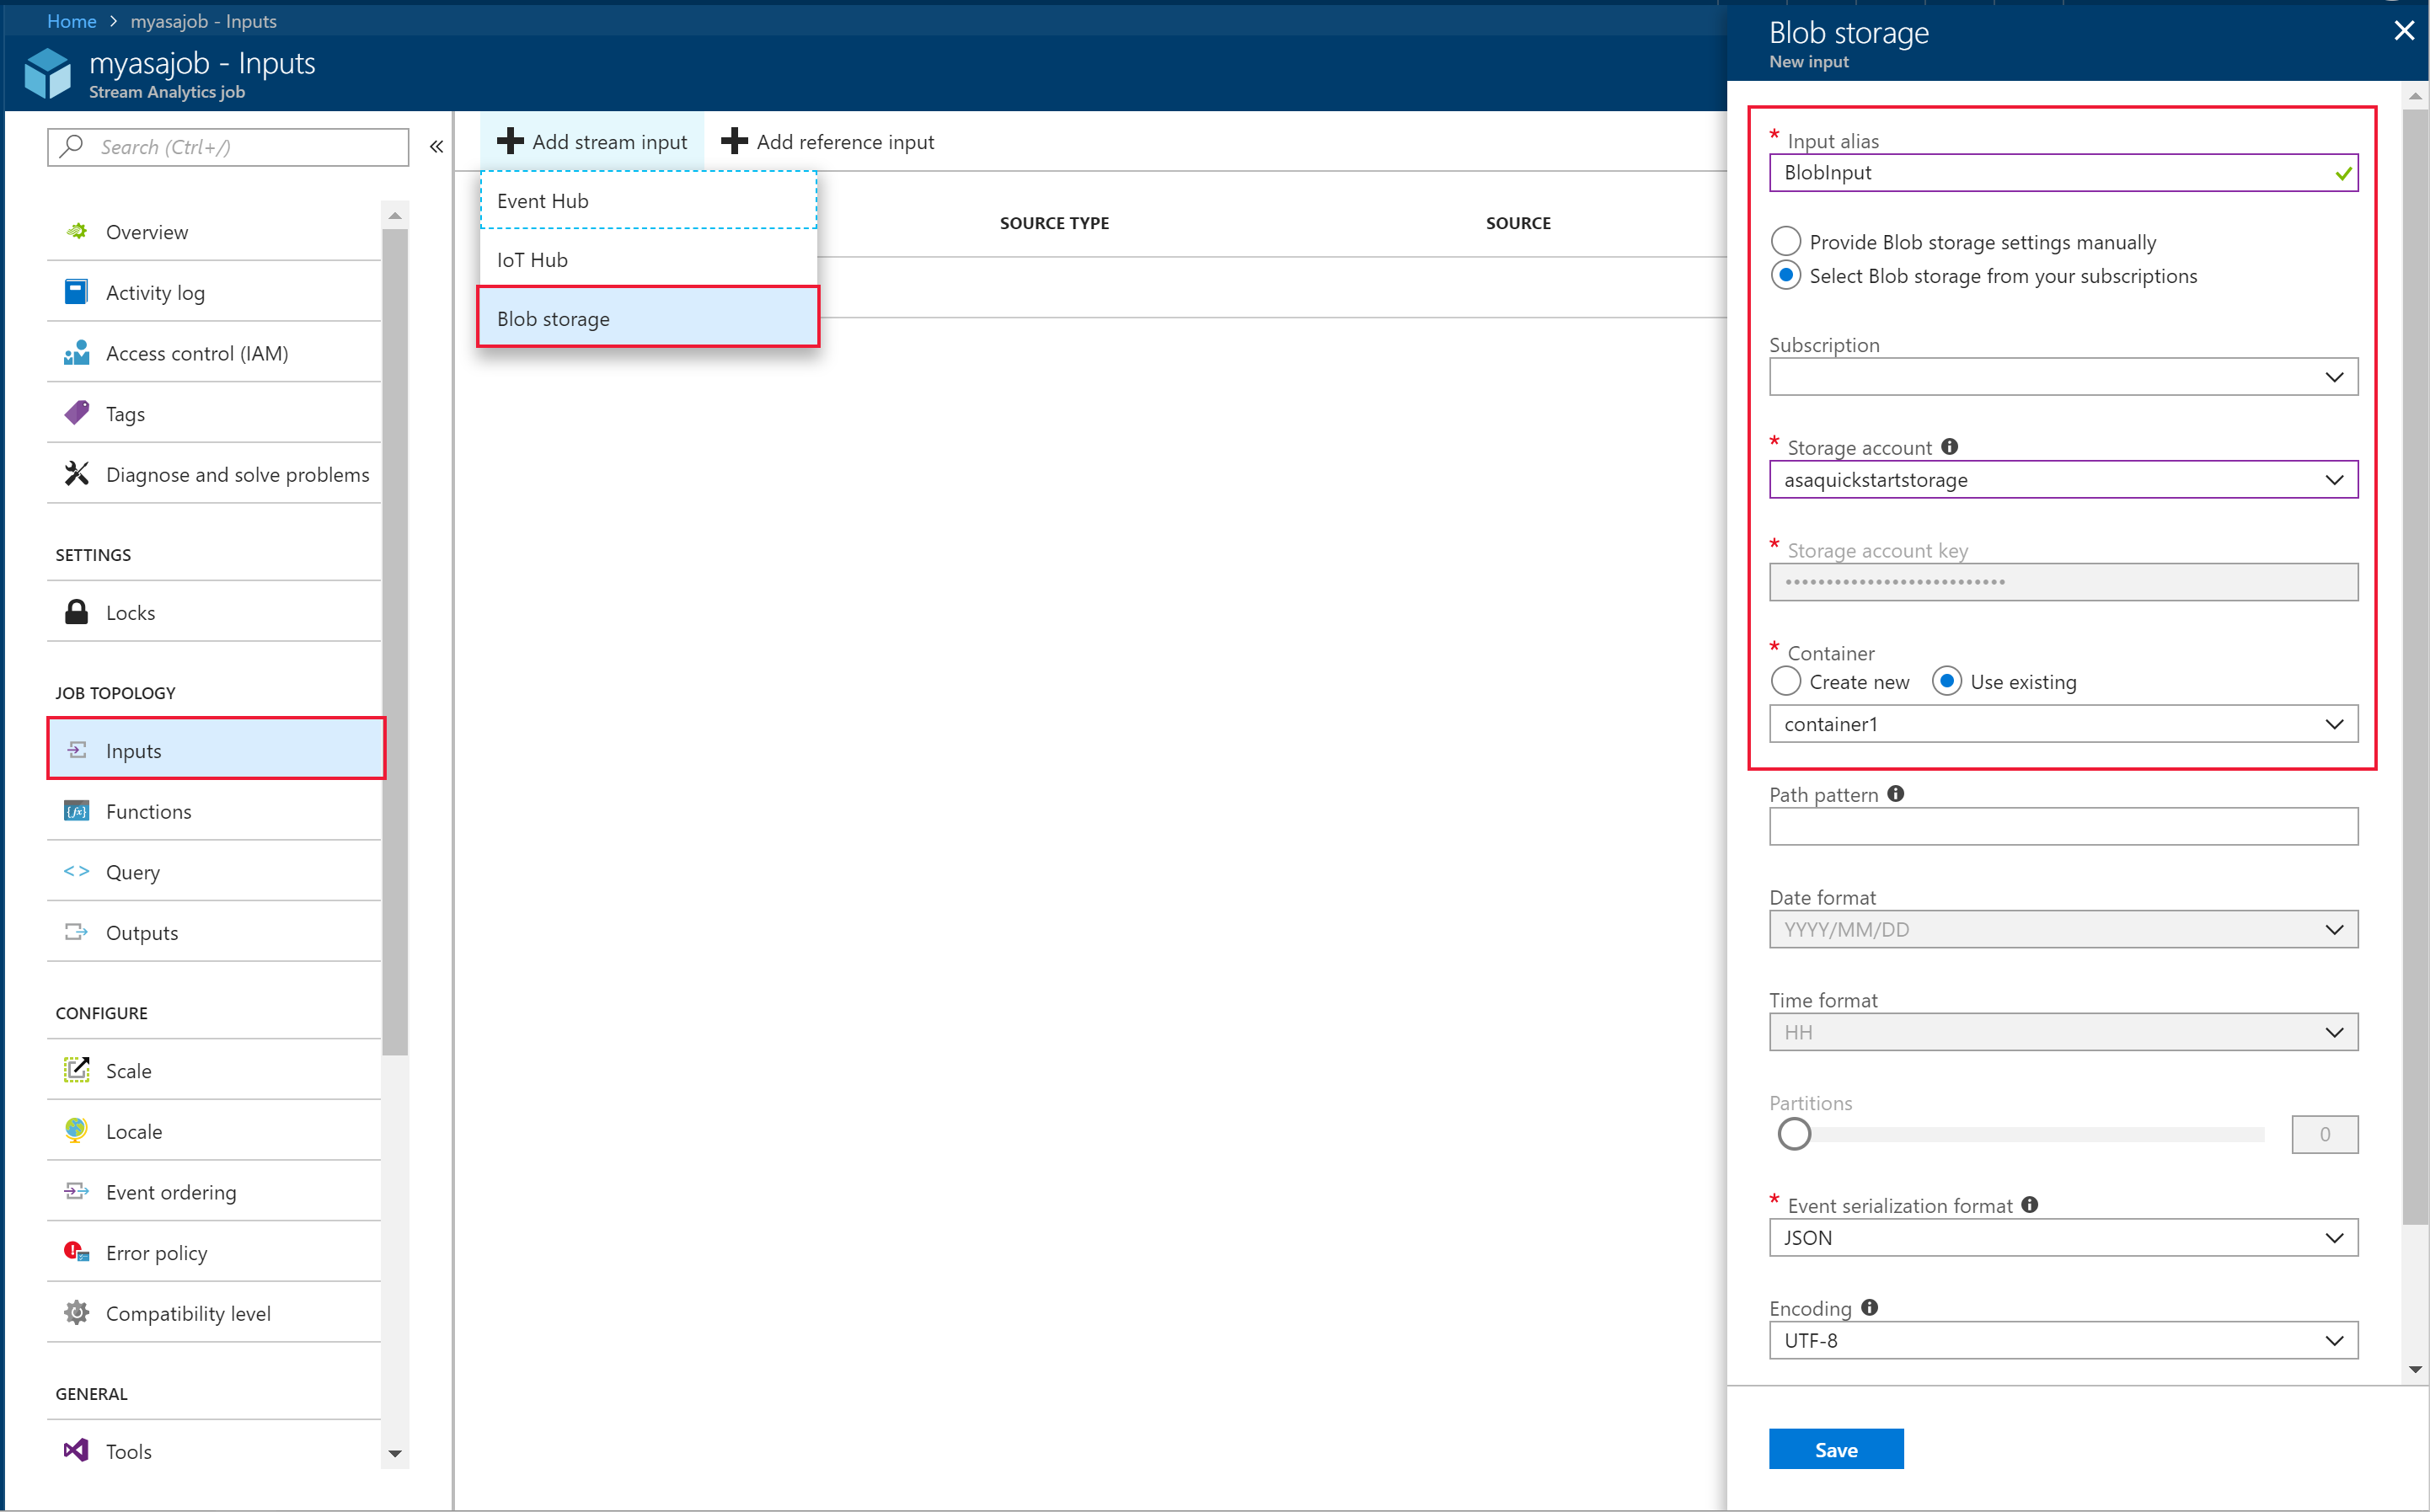 Home > myasajob - Inputs
myasajob - Inputs
Stream Analytics job
Search (Ctrl+/)
«
Overview
Activity log
Access control (IAM)
Tags
Diagnose and solve problems
SETTINGS
Locks
JOB TOPOLOGY
Inputs
Functions
Query
Outputs
CONFIGURE
Scale
Locale
Event ordering
Error policy
Compatibility level
GENERAL
Tools
Add stream input
Add reference input
Event Hub
IoT Hub
Blob storage
SOURCE TYPE
SOURCE
Blob storage
New input
* Input alias
BlobInput
Provide Blob storage settings manually
Select Blob storage from your subscriptions
Subscription
* Storage account
asaquickstartstorage
* Storage account key
•••••••••••••••••••••••••••
* Container
Create new
Use existing
container1
Path pattern
Date format
YYYY/MM/DD
Time format
HH
Partitions
0
* Event serialization format
JSON
Encoding
UTF-8
Save